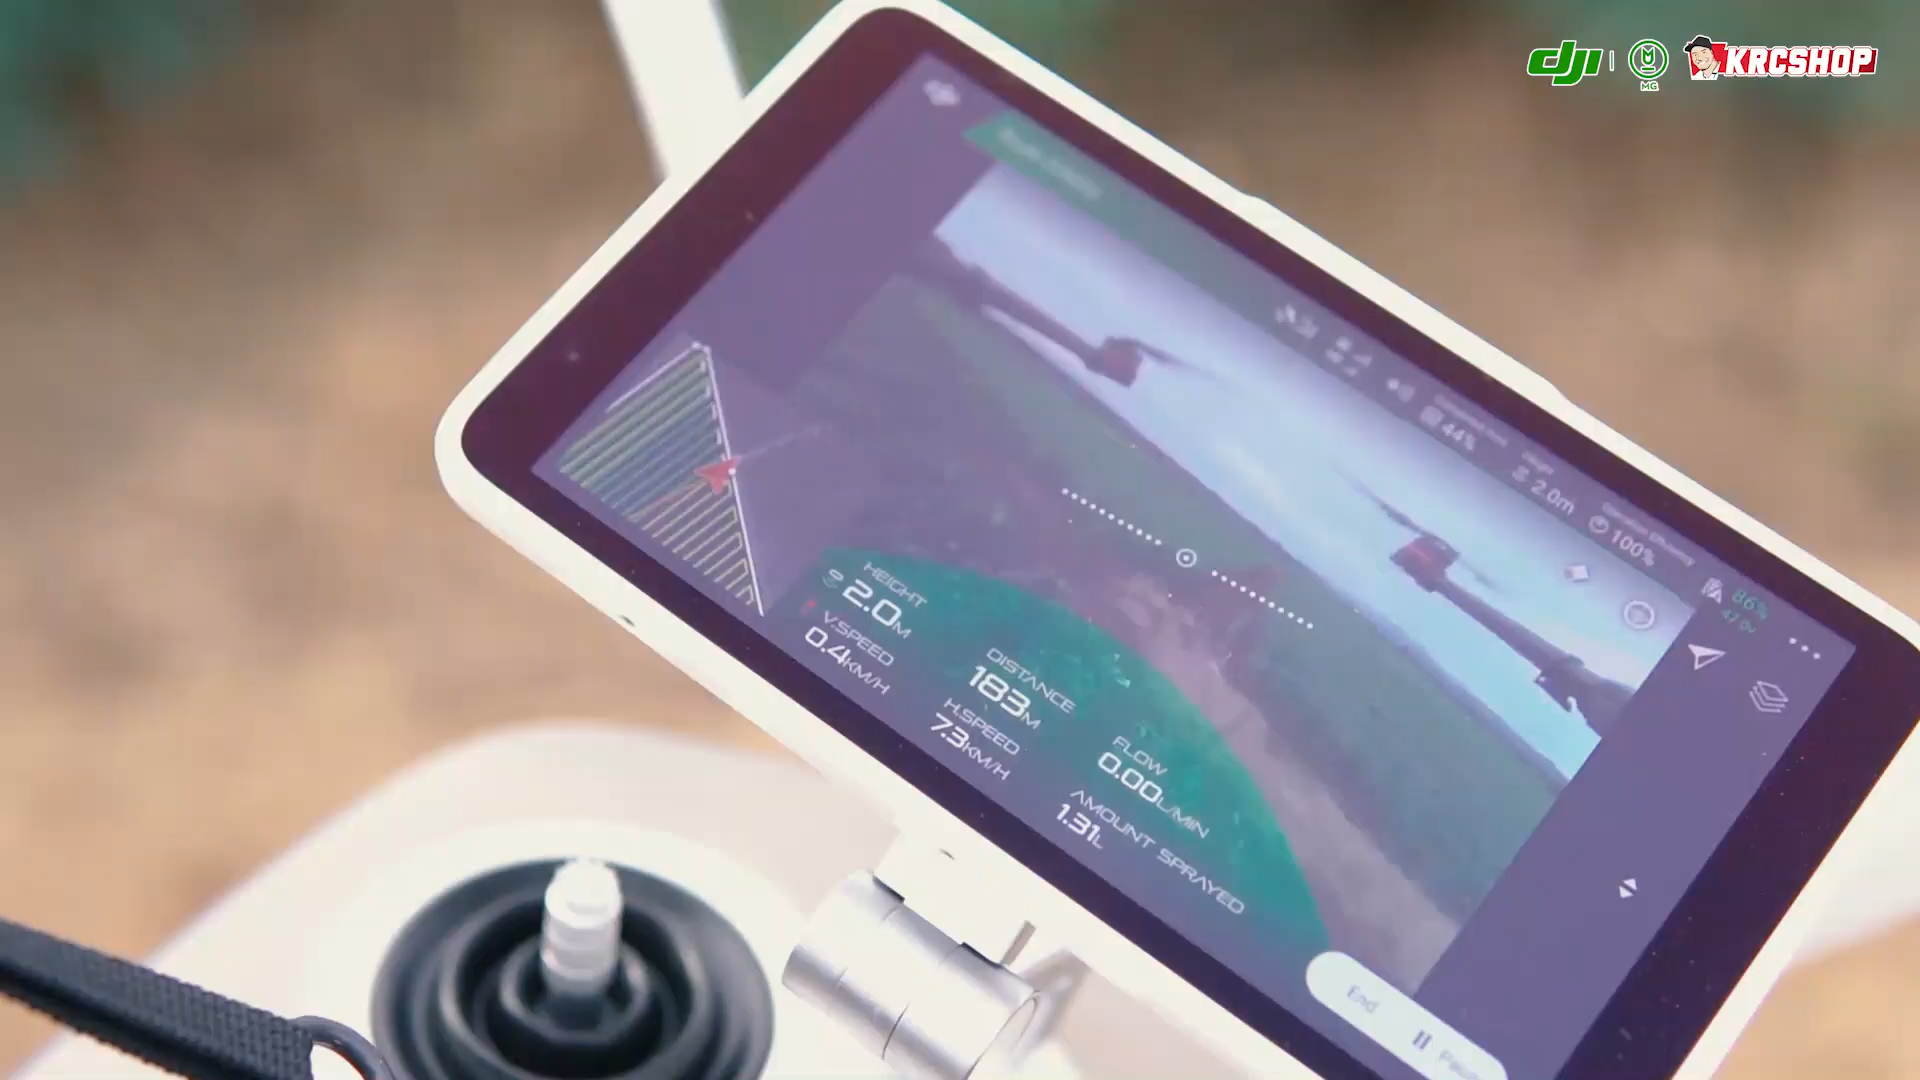 dji
MG
KRCSHOP
44%
2.0m
100%
86%
HEIGHT
2.0M
V.SPEED
0.4KM/H
DISTANCE
183M
H.SPEED
7.3KM/H
FLOW
0.00L/MIN
AMOUNT SPRAYED
1.31L
End